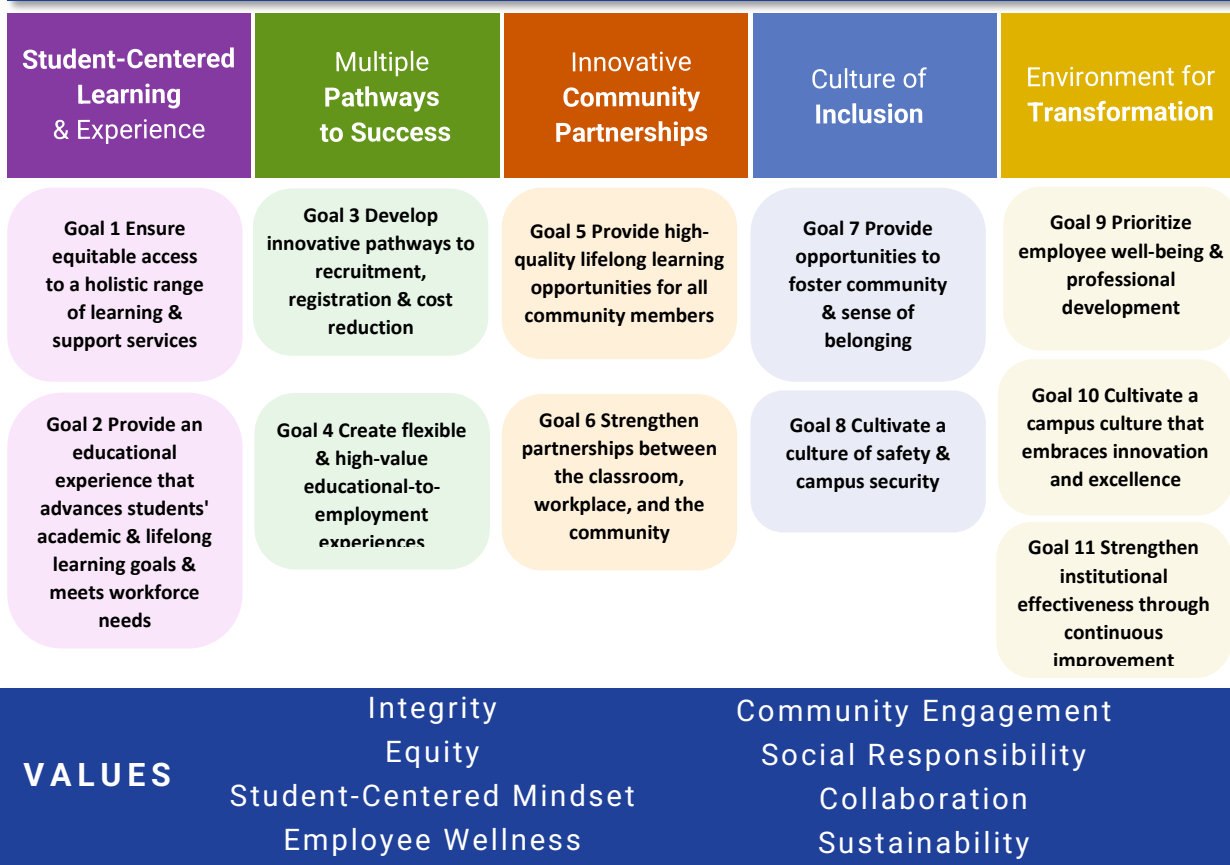 Student-Centered
Learning
& Experience
Multiple
Pathways
to Success
Innovative
Community
Partnerships
Culture of
Inclusion
Environment for
Transformation
Goal 1 Ensure
equitable access
to a holistic range
of learning &
support services
Goal 2 Provide an
educational
experience that
advances students'
academic & lifelong
learning goals &
meets workforce
needs
Goal 3 Develop
innovative pathways to
recruitment,
registration & cost
reduction
Goal 4 Create flexible
& high-value
educational-to-
employment
experiences
Goal 5 Provide high-
quality lifelong learning
opportunities for all
community members
Goal 6 Strengthen
partnerships between
the classroom,
workplace, and the
community
Goal 7 Provide
opportunities to
foster community
& sense of
belonging
Goal 8 Cultivate a
culture of safety &
campus security
Goal 9 Prioritize
employee well-being &
professional
development
Goal 10 Cultivate a
campus culture that
embraces innovation
and excellence
Goal 11 Strengthen
institutional
effectiveness through
continuous
improvement
VALUES
Integrity
Equity
Student-Centered Mindset
Employee Wellness
Community Engagement
Social Responsibility
Collaboration
Sustainability